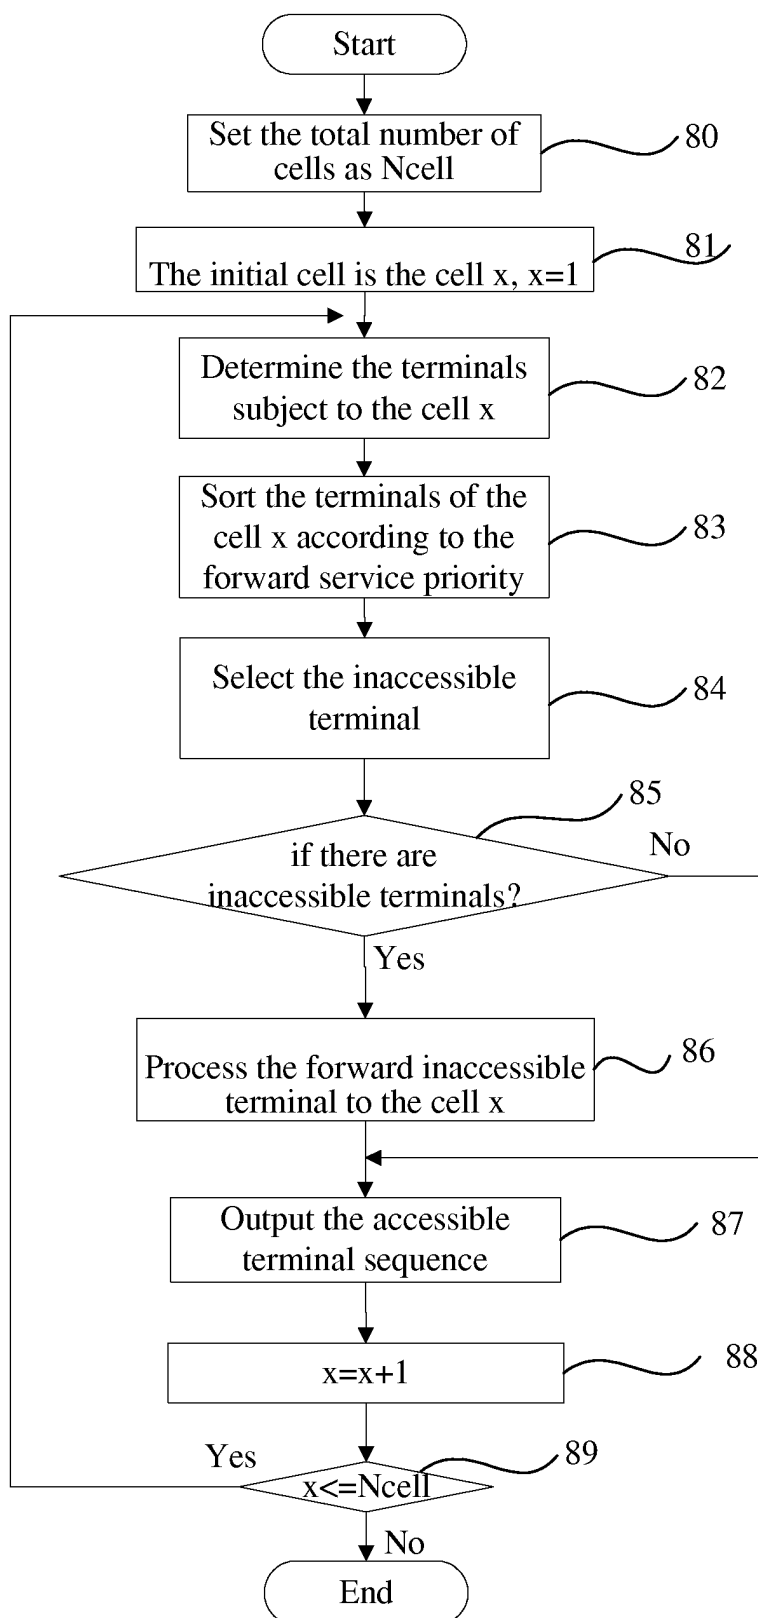 Start
Set the total number of
cells as Ncell
80
The initial cell is the cell x, x=1
81
Determine the terminals
subject to the cell x
82
Sort the terminals of the
cell x according to the
forward service priority
83
Select the inaccessible
terminal
84
85
if there are
inaccessible terminals?
No
Yes
Process the forward inaccessible
terminal to the cell x
86
Output the accessible
terminal sequence
87
x=x+1
88
Yes
89
x<=Ncell
No
End